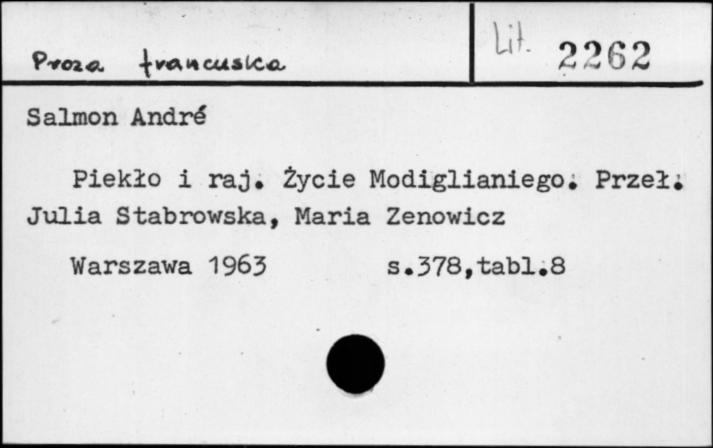 Proza francuska
Lit. 2262
Salmon André
Piekło i raj. Życie Modiglianiego. Przeł.
Julia Stabrowska, Maria Zenowicz
Warszawa 1963 s.378,tabl.8